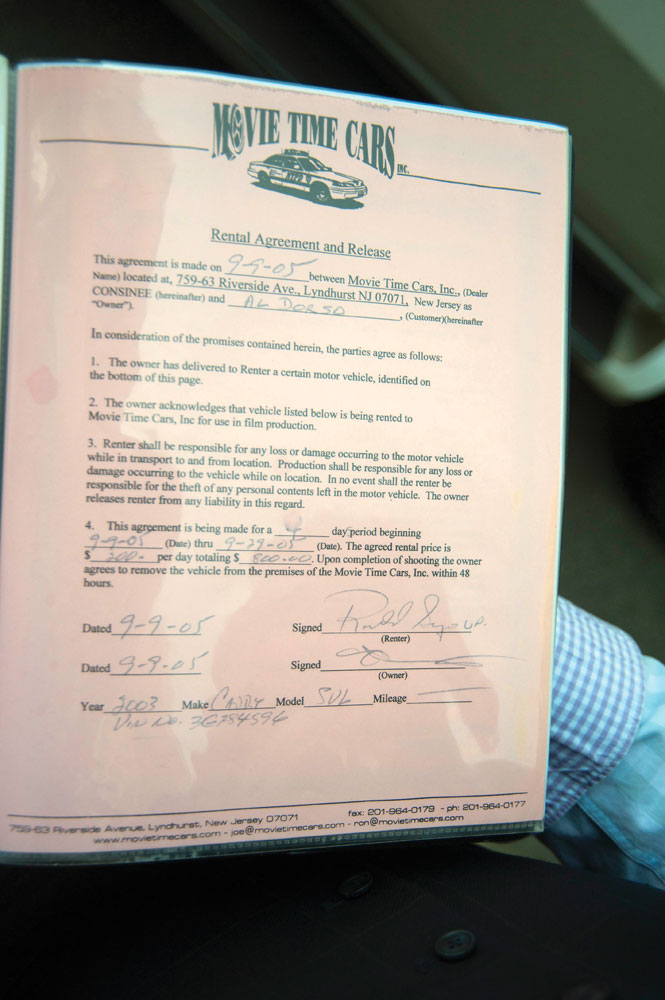 MOVIE TIME CARS
INC.
Rental Agreement and Release
This agreement is made on 9-9-05 between Movie Time Cars, Inc., (Dealer
Name) located at, 759-63 Riverside Ave., Lyndhurst NJ 07071, New Jersey as
CONSINEE (hereinafter) and AL DORSO, (Customer)(hereinafter
"Owner").
In consideration of the promises contained herein, the parties agree as follows:
1. The owner has delivered to Renter a certain motor vehicle, identified on
the bottom of this page.
2. The owner acknowledges that vehicle listed below is being rented to
Movie Time Cars, Inc for use in film production.
3. Renter shall be responsible for any loss or damage occurring to the motor vehicle
while in transport to and from location. Production shall be responsible for any loss or
damage occurring to the vehicle while on location. In no event shall the renter be
responsible for the theft of any personal contents left in the motor vehicle. The owner
releases renter from any liability in this regard.
4. This agreement is being made for a 4 day period beginning
9-9-05 (Date) thru 9-29-05 (Date). The agreed rental price is
$ 200- per day totaling $ 800.00. Upon completion of shooting the owner
agrees to remove the vehicle from the premises of the Movie Time Cars, Inc. within 48
hours.
Dated 9-9-05 Signed
(Renter)
Dated 9-9-05 Signed
(Owner)
Year 2003 Make CADDY Model SUV Mileage
VIN NO. 3G284596
759-63 Riverside Avenue, Lyndhurst, New Jersey 07071 fax: 201-964-0179 - ph: 201-964-0177
www.movietimecars.com - joe@movietimecars.com - ron@movietimecars.com